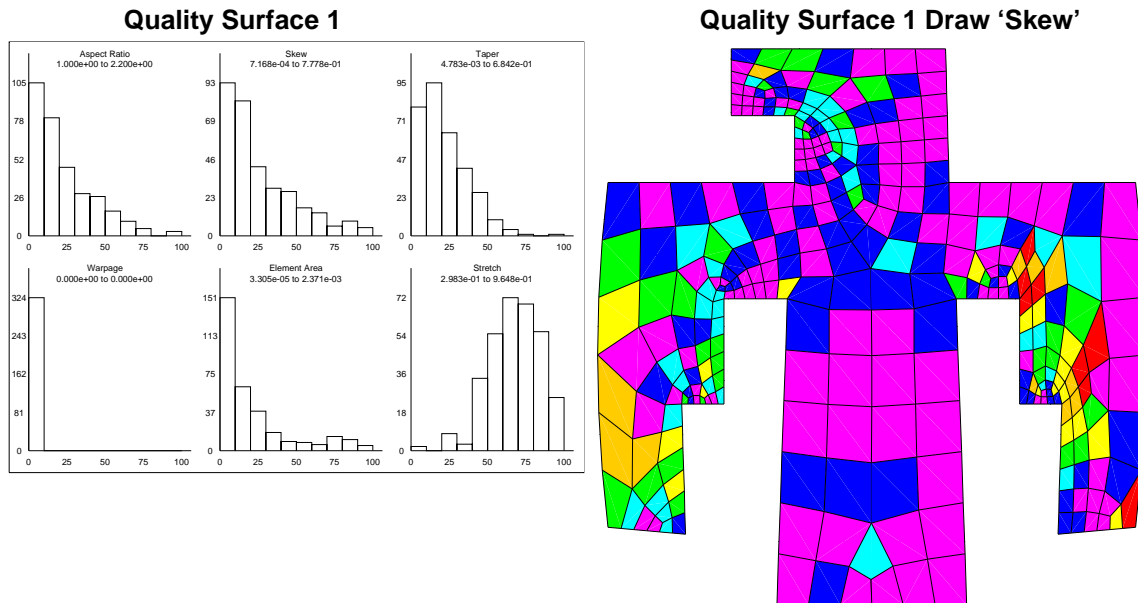 Quality Surface 1
Quality Surface 1 Draw ‘Skew’
Aspect Ratio
1.000e+00 to 2.200e+00
105
78
52
26
0
0 25 50 75 100
Skew
7.168e-04 to 7.778e-01
93
69
46
23
0
0 25 50 75 100
Taper
4.783e-03 to 6.842e-01
95
71
47
23
0
0 25 50 75 100
Warpage
0.000e+00 to 0.000e+00
324
243
162
81
0
0 25 50 75 100
Element Area
3.305e-05 to 2.371e-03
151
113
75
37
0
0 25 50 75 100
Stretch
2.983e-01 to 9.648e-01
72
54
36
18
0
0 25 50 75 100